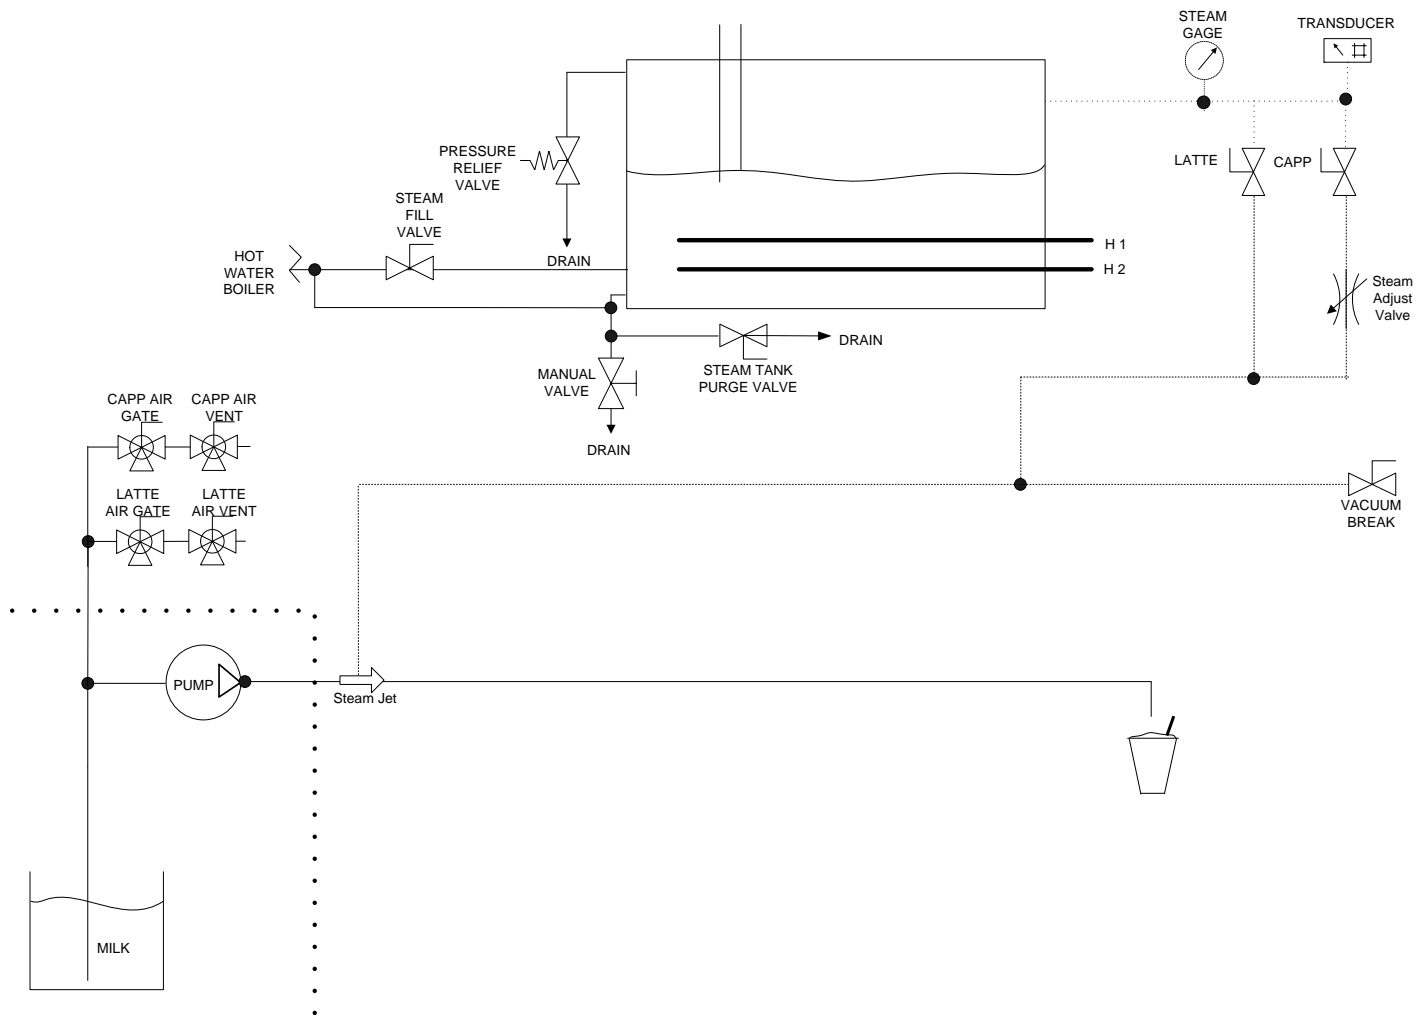 STEAM
GAGE
TRANSDUCER
PRESSURE
RELIEF
VALVE
LATTE
CAPP
STEAM
FILL
VALVE
HOT
WATER
BOILER
DRAIN
H 1
H 2
Steam
Adjust
Valve
DRAIN
MANUAL
VALVE
STEAM TANK
PURGE VALVE
DRAIN
CAPP AIR
GATE
CAPP AIR
VENT
LATTE
AIR GATE
LATTE
AIR VENT
VACUUM
BREAK
PUMP
Steam Jet
MILK